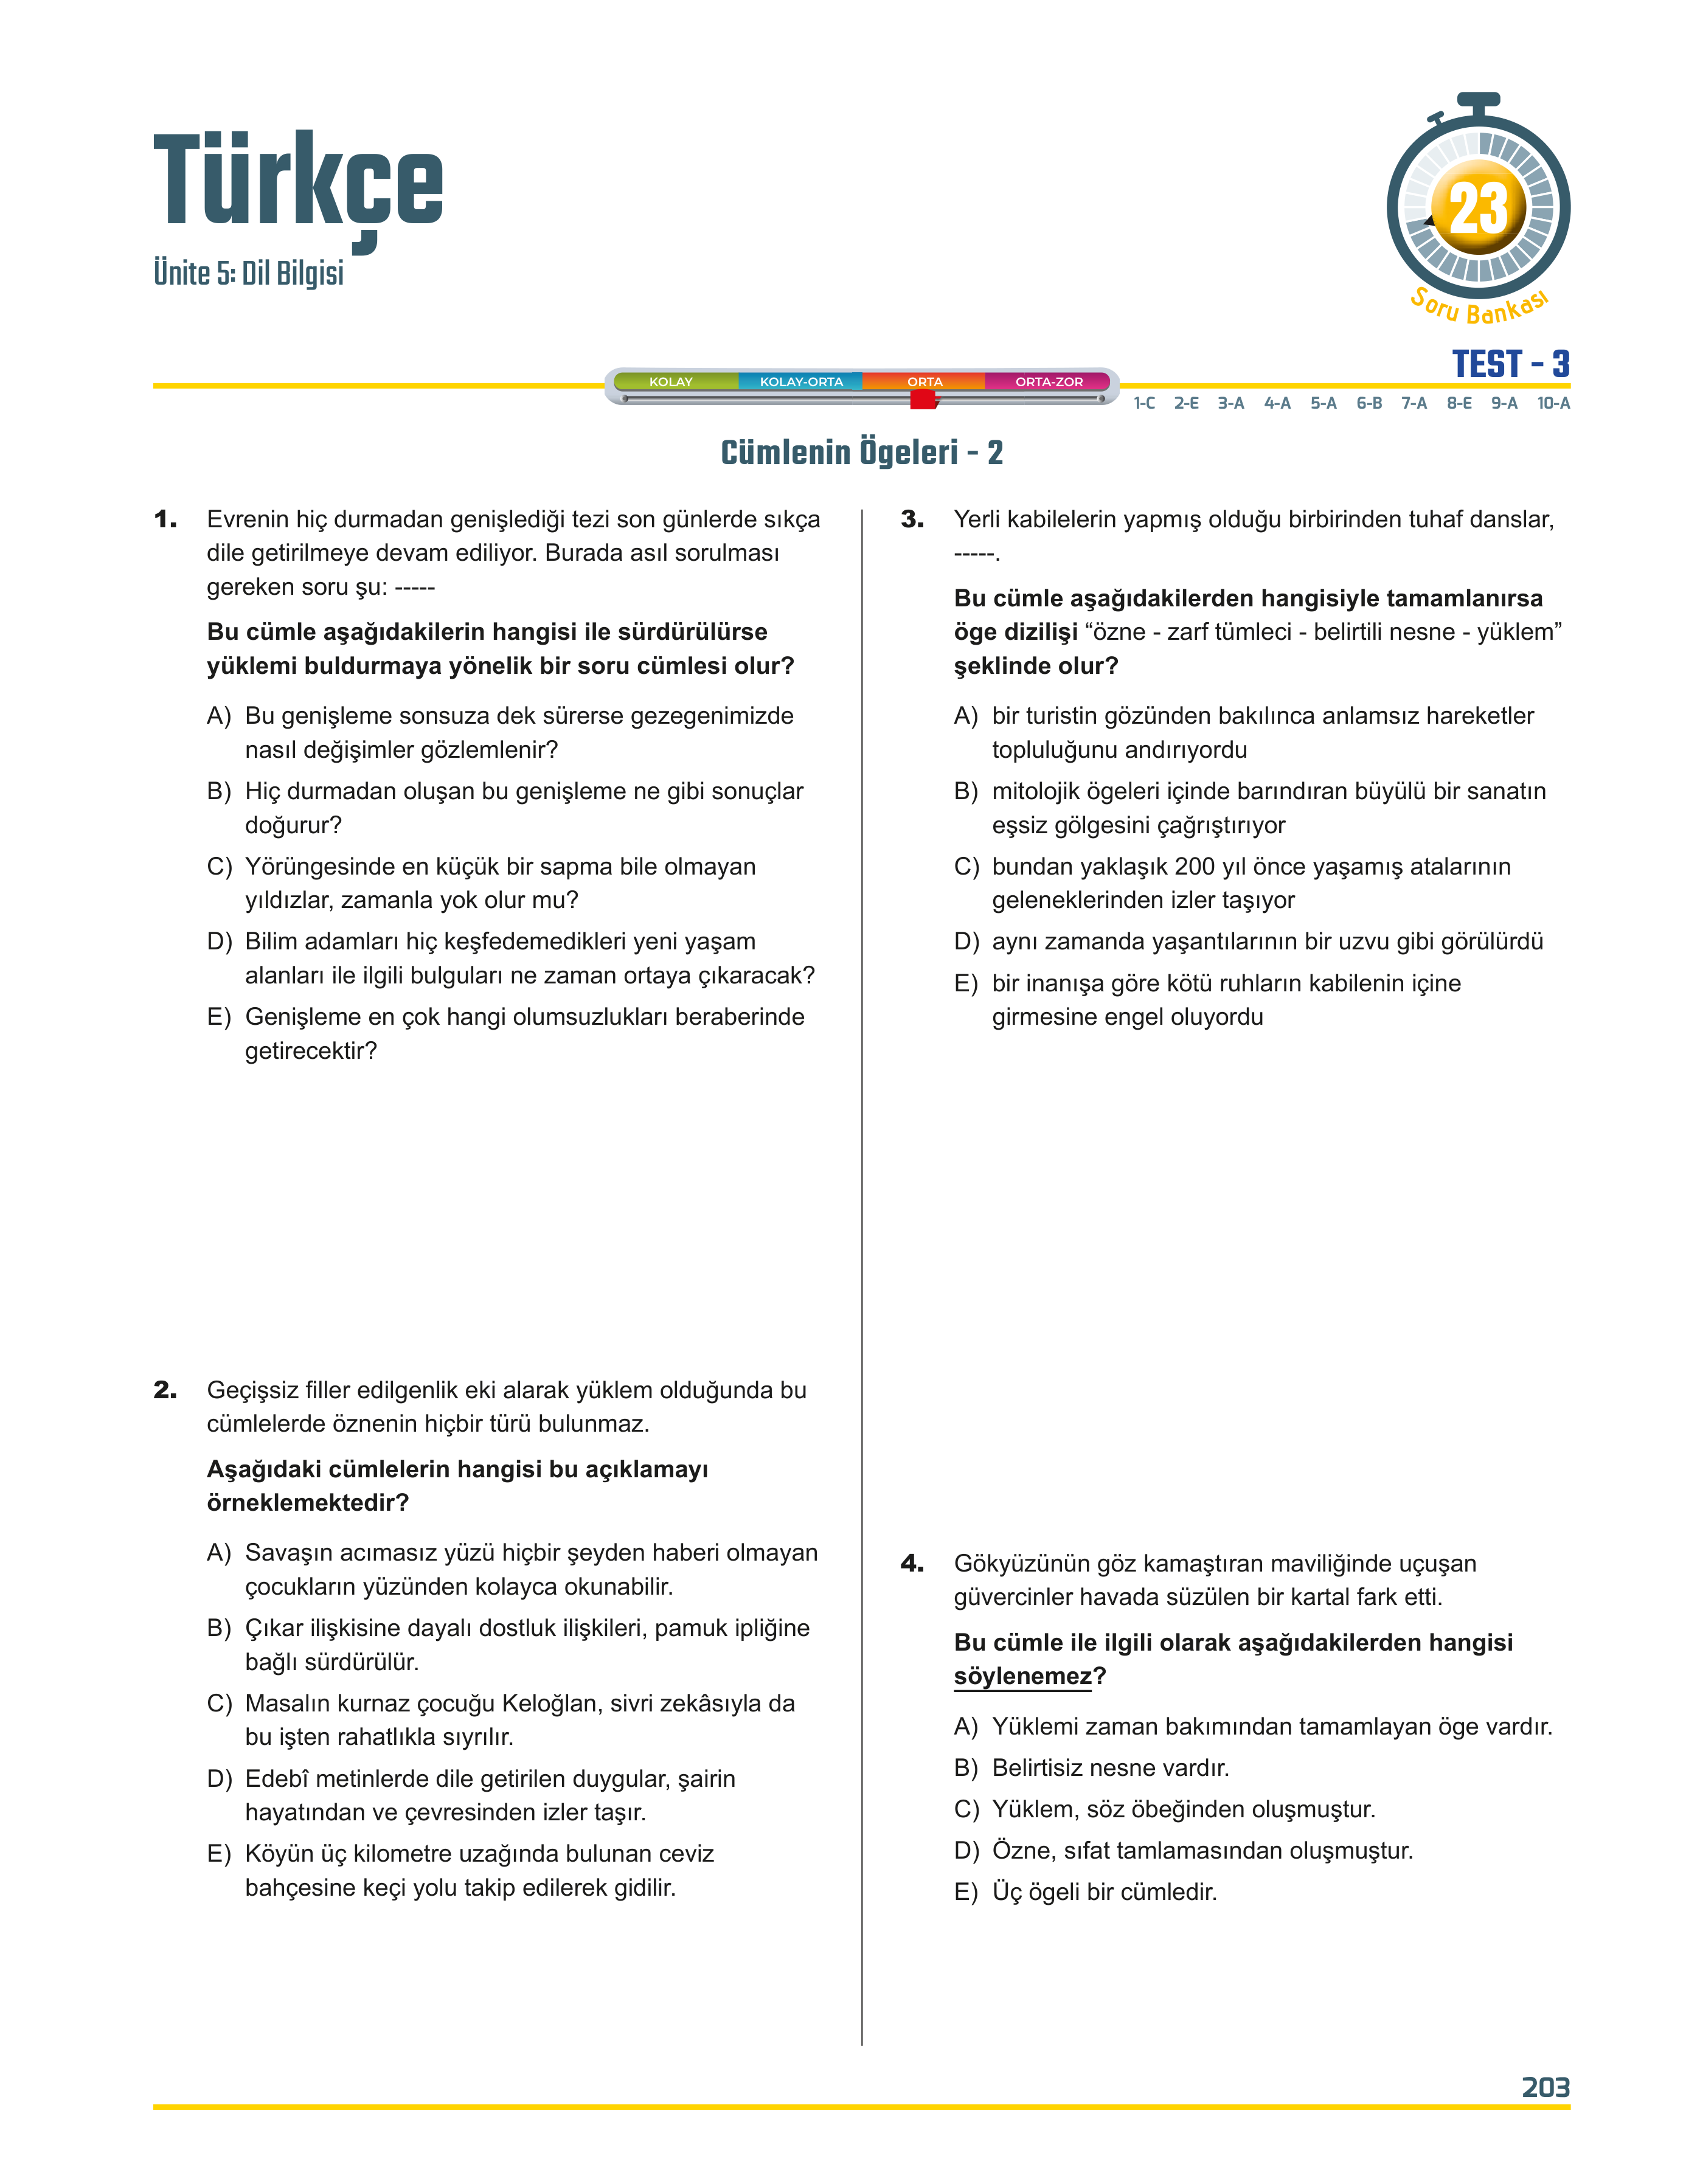 Türkçe
Ünite 5: Dil Bilgisi
23
Soru Bankası
TEST - 3
KOLAY KOLAY-ORTA ORTA ORTA-ZOR
1-C 2-E 3-A 4-A 5-A 6-B 7-A 8-E 9-A 10-A
Cümlenin Ögeleri - 2
1. Evrenin hiç durmadan genişlediği tezi son günlerde sıkça
dile getirilmeye devam ediliyor. Burada asıl sorulması
gereken soru şu: -----
Bu cümle aşağıdakilerin hangisi ile sürdürülürse
yüklemi buldurmaya yönelik bir soru cümlesi olur?
A) Bu genişleme sonsuza dek sürerse gezegenimizde
nasıl değişimler gözlemlenir?
B) Hiç durmadan oluşan bu genişleme ne gibi sonuçlar
doğurur?
C) Yörüngesinde en küçük bir sapma bile olmayan
yıldızlar, zamanla yok olur mu?
D) Bilim adamları hiç keşfedemedikleri yeni yaşam
alanları ile ilgili bulguları ne zaman ortaya çıkaracak?
E) Genişleme en çok hangi olumsuzlukları beraberinde
getirecektir?
2. Geçişsiz filler edilgenlik eki alarak yüklem olduğunda bu
cümlelerde öznenin hiçbir türü bulunmaz.
Aşağıdaki cümlelerin hangisi bu açıklamayı
örneklemektedir?
A) Savaşın acımasız yüzü hiçbir şeyden haberi olmayan
çocukların yüzünden kolayca okunabilir.
B) Çıkar ilişkisine dayalı dostluk ilişkileri, pamuk ipliğine
bağlı sürdürülür.
C) Masalın kurnaz çocuğu Keloğlan, sivri zekâsıyla da
bu işten rahatlıkla sıyrılır.
D) Edebî metinlerde dile getirilen duygular, şairin
hayatından ve çevresinden izler taşır.
E) Köyün üç kilometre uzağında bulunan ceviz
bahçesine keçi yolu takip edilerek gidilir.
3. Yerli kabilelerin yapmış olduğu birbirinden tuhaf danslar,
-----.
Bu cümle aşağıdakilerden hangisiyle tamamlanırsa
öge dizilişi “özne - zarf tümleci - belirtili nesne - yüklem”
şeklinde olur?
A) bir turistin gözünden bakılınca anlamsız hareketler
topluluğunu andırıyordu
B) mitolojik ögeleri içinde barındıran büyülü bir sanatın
eşsiz gölgesini çağrıştırıyor
C) bundan yaklaşık 200 yıl önce yaşamış atalarının
geleneklerinden izler taşıyor
D) aynı zamanda yaşantılarının bir uzvu gibi görülürdü
E) bir inanışa göre kötü ruhların kabilenin içine
girmesine engel oluyordu
4. Gökyüzünün göz kamaştıran maviliğinde uçuşan
güvercinler havada süzülen bir kartal fark etti.
Bu cümle ile ilgili olarak aşağıdakilerden hangisi
söylenemez?
A) Yüklemi zaman bakımından tamamlayan öge vardır.
B) Belirtisiz nesne vardır.
C) Yüklem, söz öbeğinden oluşmuştur.
D) Özne, sıfat tamlamasından oluşmuştur.
E) Üç ögeli bir cümledir.
203